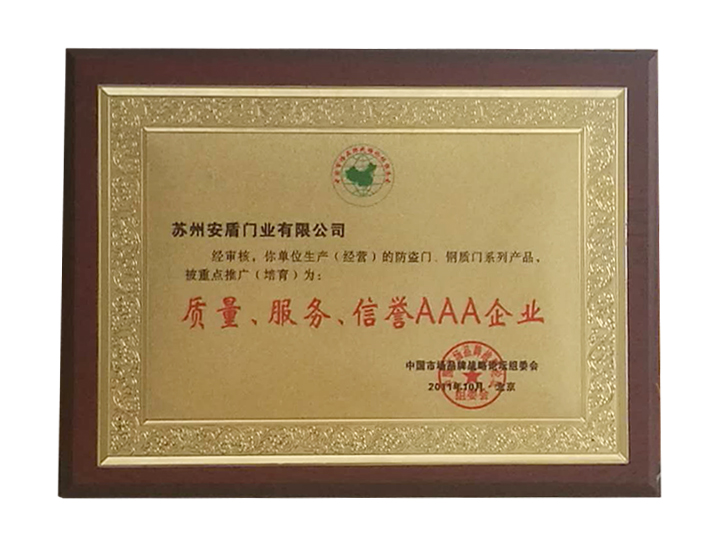 苏州安盾门业有限公司
经审核，你单位生产（经营）的防盗门、钢质门系列产品，
被重点推广（培育）为：
质量、服务、信誉AAA企业
中国市场品牌战略论坛组委会
2011年10月·北京